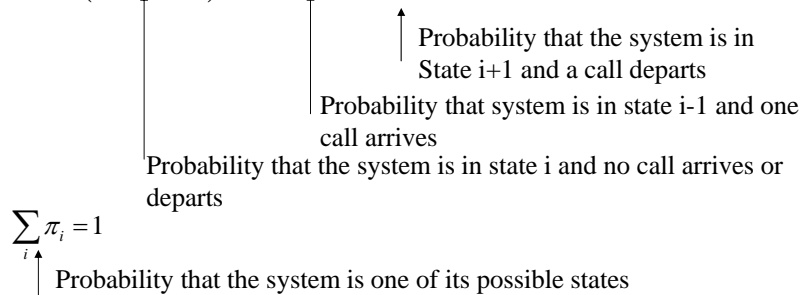 Probability that the system is in
State i+1 and a call departs
Probability that system is in state i-1 and one
call arrives
Probability that the system is in state i and no call arrives or
departs
∑_i π_i = 1
Probability that the system is one of its possible states